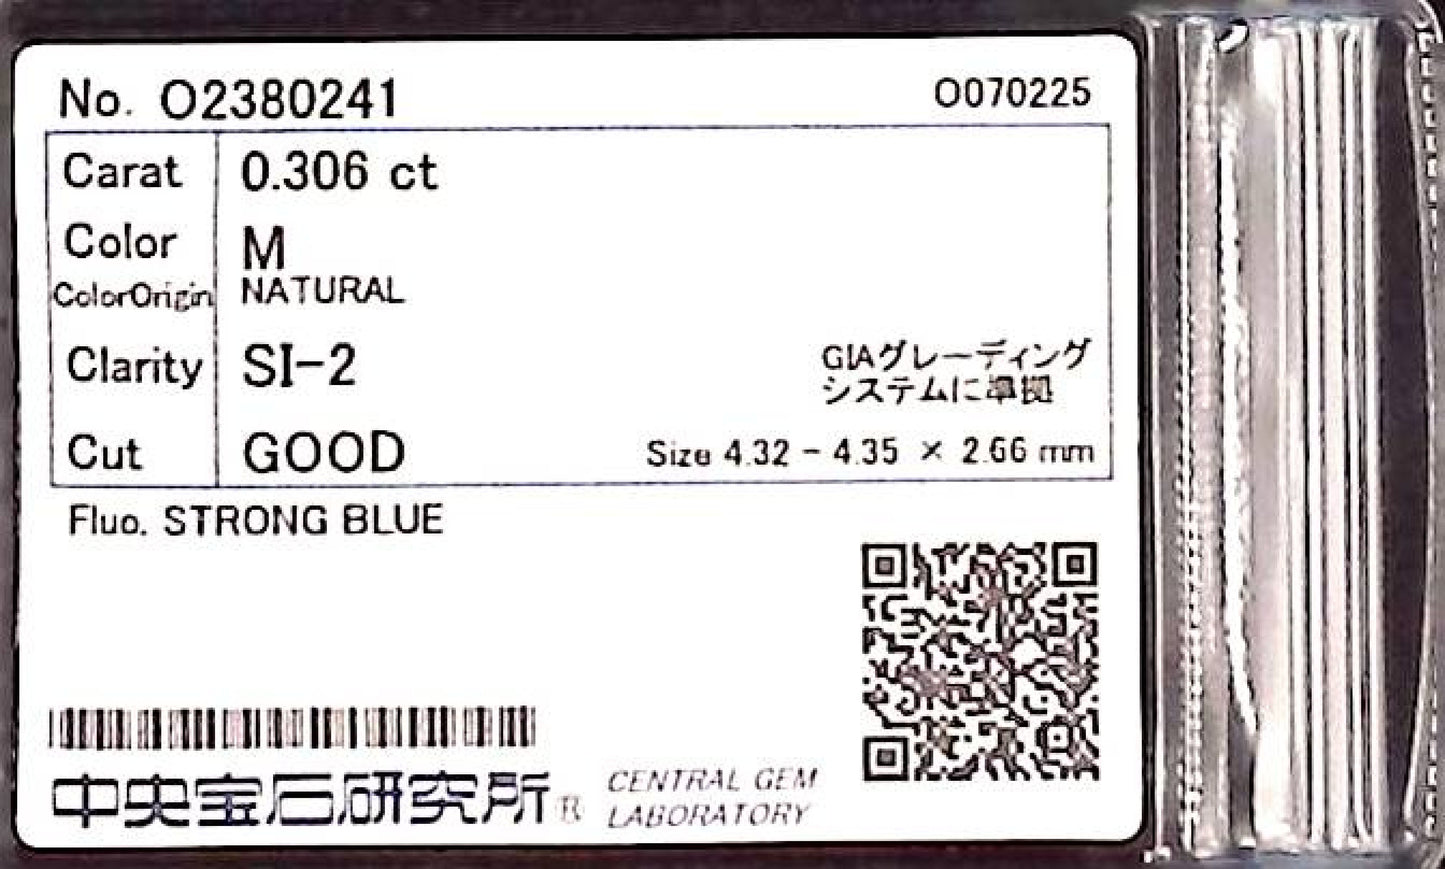 No. O2380241
O070225
Carat 0.306 ct
Color M
ColorOrigin NATURAL
Clarity SI-2
GIAグレーディング
システムに準拠
Cut GOOD
Size 4.32 - 4.35 × 2.66 mm
Fluo. STRONG BLUE
中央宝石研究所®
CENTRAL GEM
LABORATORY